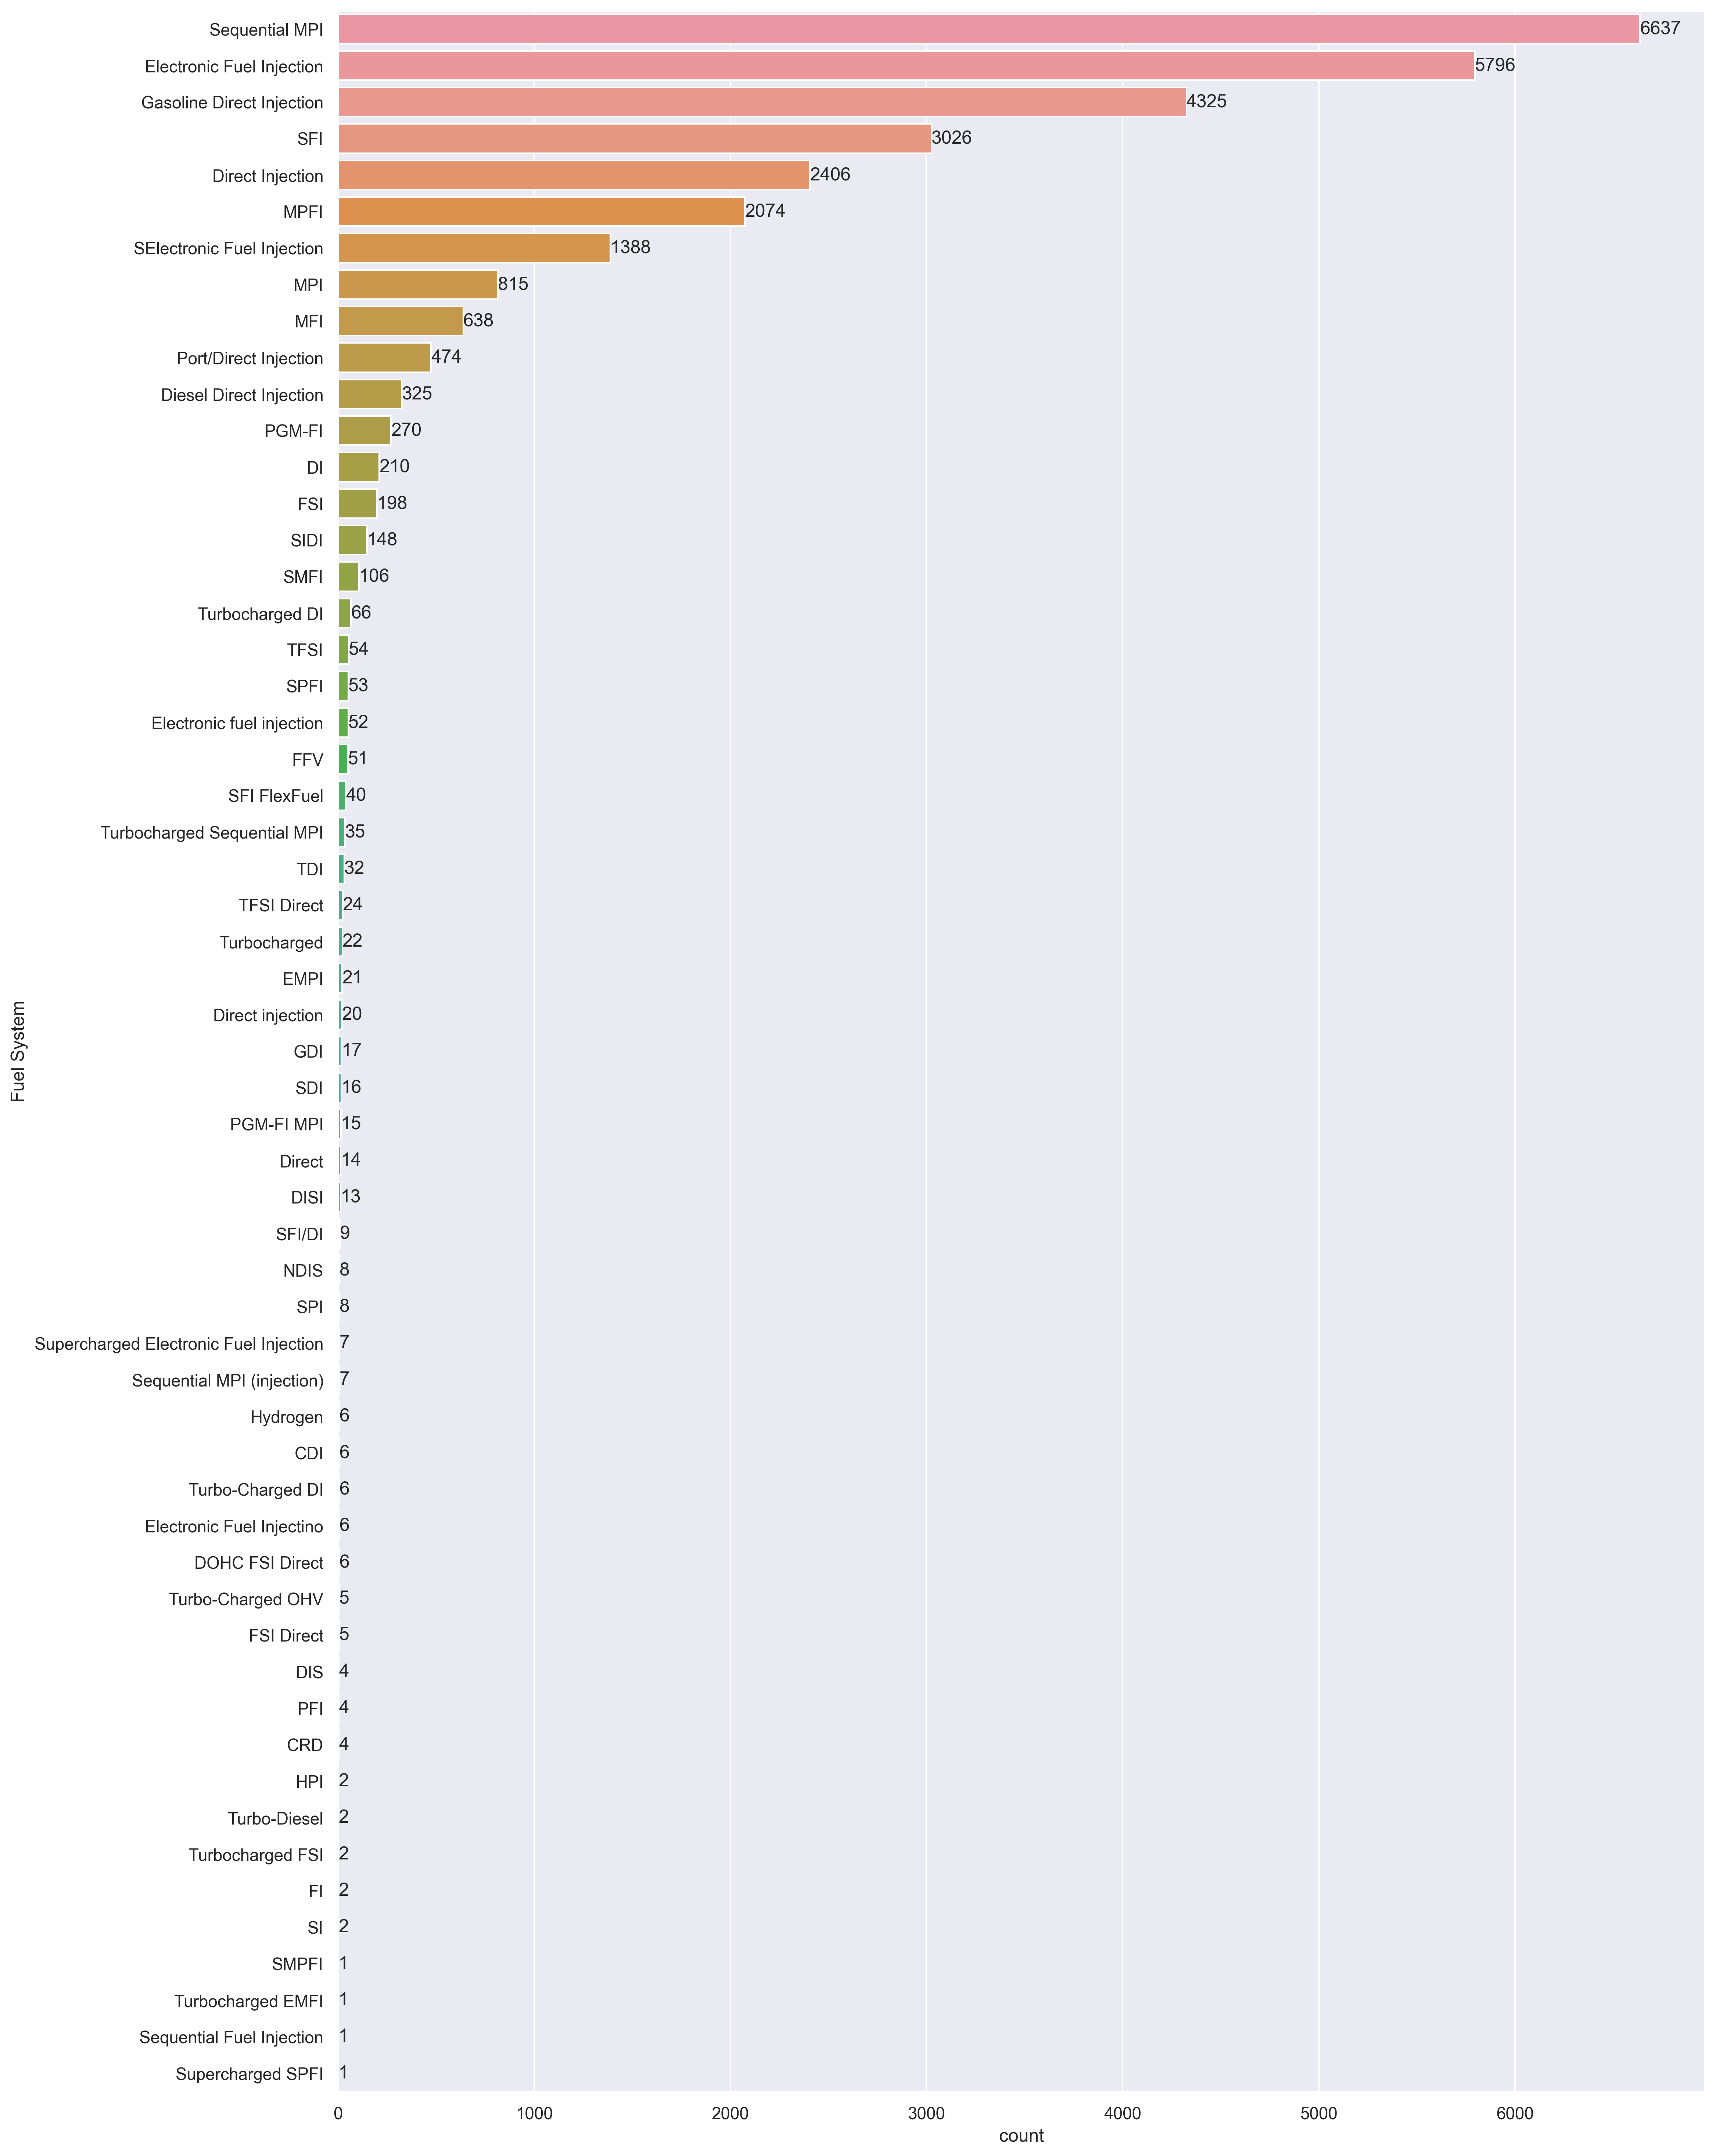 Sequential MPI 6637
Electronic Fuel Injection 5796
Gasoline Direct Injection 4325
SFI 3026
Direct Injection 2406
MPFI 2074
SElectronic Fuel Injection 1388
MPI 815
MFI 638
Port/Direct Injection 474
Diesel Direct Injection 325
PGM-FI 270
DI 210
FSI 198
SIDI 148
SMFI 106
Turbocharged DI 66
TFSI 54
SPFI 53
Electronic fuel injection 52
FFV 51
SFI FlexFuel 40
Turbocharged Sequential MPI 35
TDI 32
TFSI Direct 24
Turbocharged 22
EMPI 21
Direct injection 20
GDI 17
SDI 16
PGM-FI MPI 15
Direct 14
DISI 13
SFI/DI 9
NDIS 8
SPI 8
Supercharged Electronic Fuel Injection 7
Sequential MPI (injection) 7
Hydrogen 6
CDI 6
Turbo-Charged DI 6
Electronic Fuel Injectino 6
DOHC FSI Direct 6
Turbo-Charged OHV 5
FSI Direct 5
DIS 4
PFI 4
CRD 4
HPI 2
Turbo-Diesel 2
Turbocharged FSI 2
FI 2
SI 2
SMPFI 1
Turbocharged EMFI 1
Sequential Fuel Injection 1
Supercharged SPFI 1
Fuel System
0 1000 2000 3000 4000 5000 6000
count